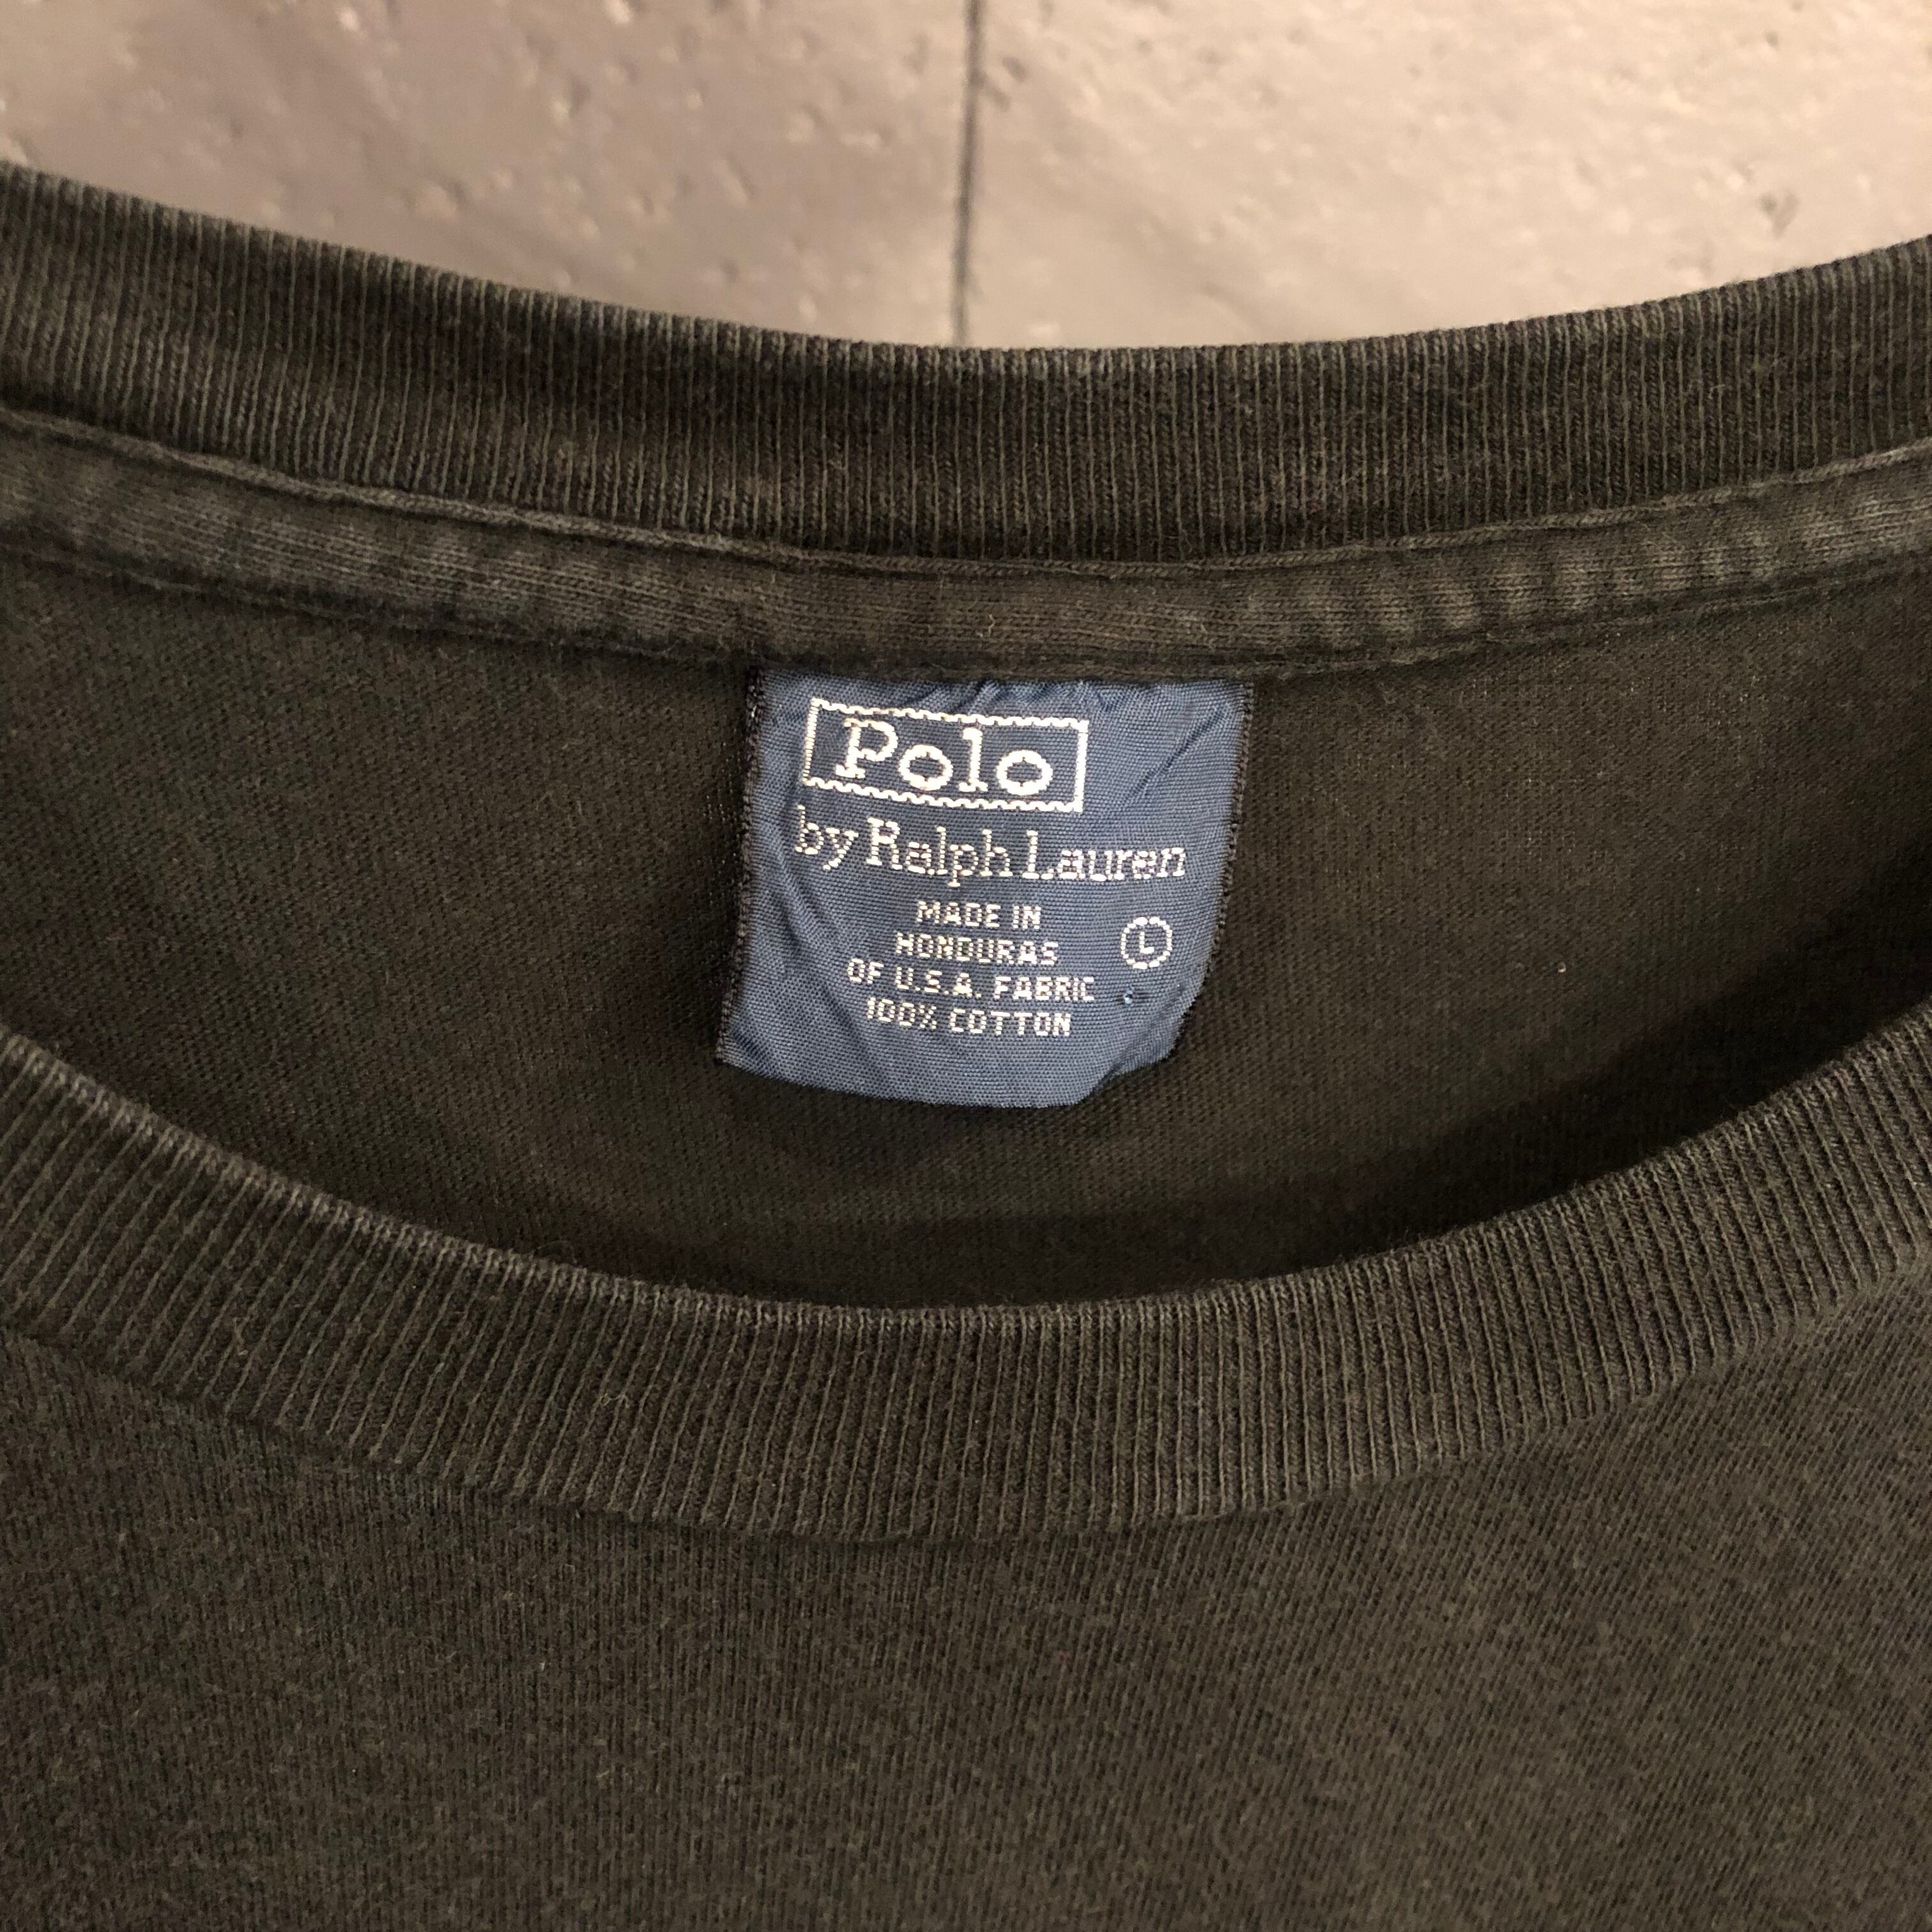 Polo
by Ralph Lauren
MADE IN
HONDURAS
OF U.S.A. FABRIC
100% COTTON
L